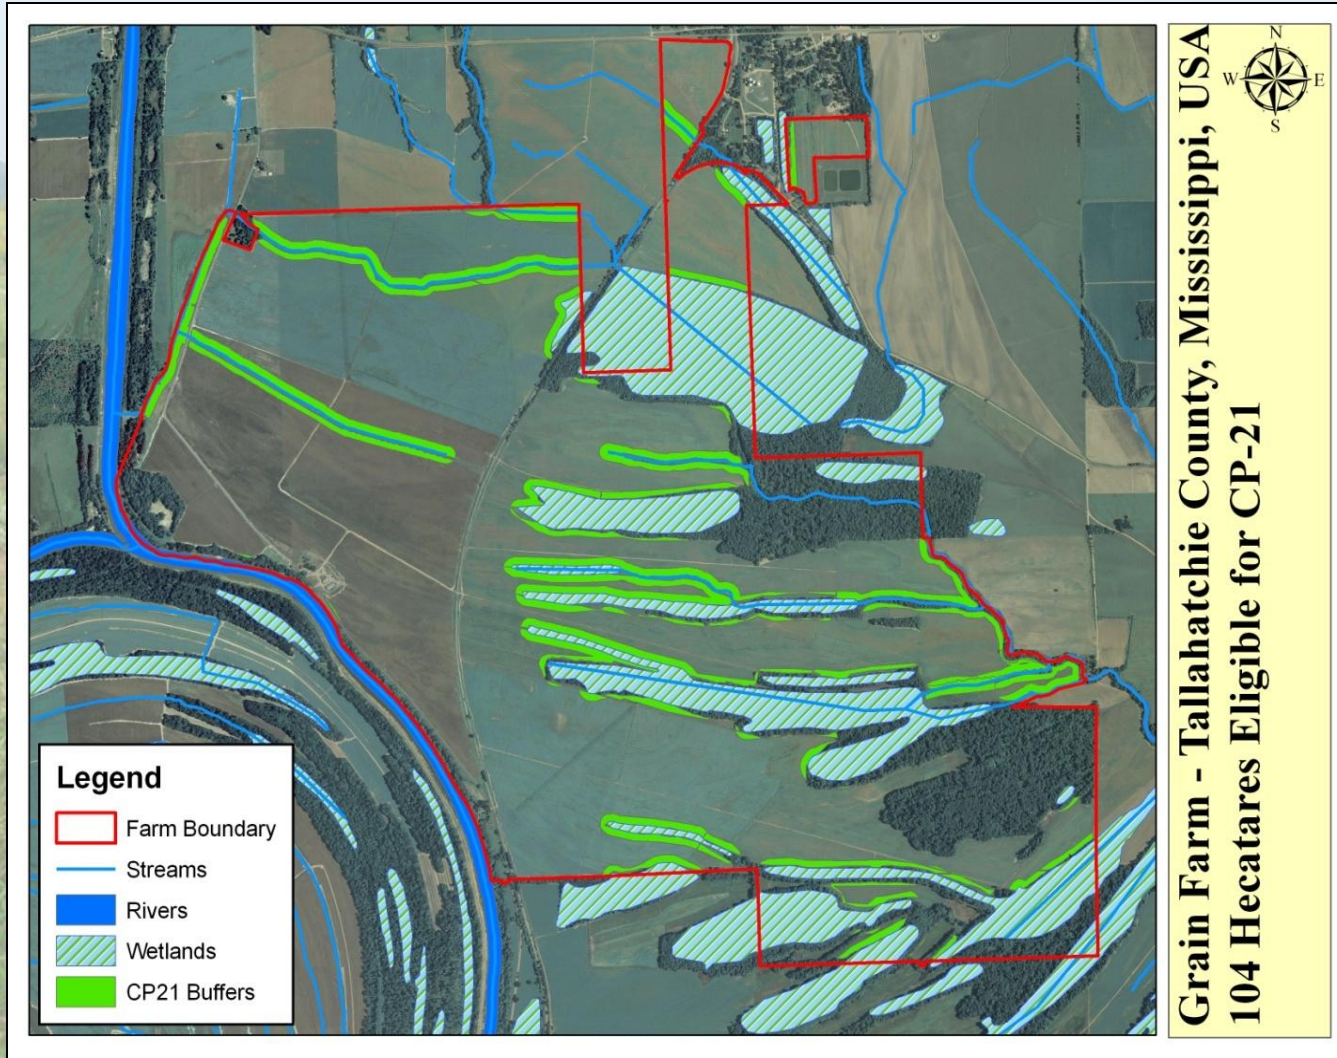 Grain Farm - Tallahatchie County, Mississippi, USA
104 Hecatares Eligible for CP-21
N
W E
S
Legend
Farm Boundary
Streams
Rivers
Wetlands
CP21 Buffers